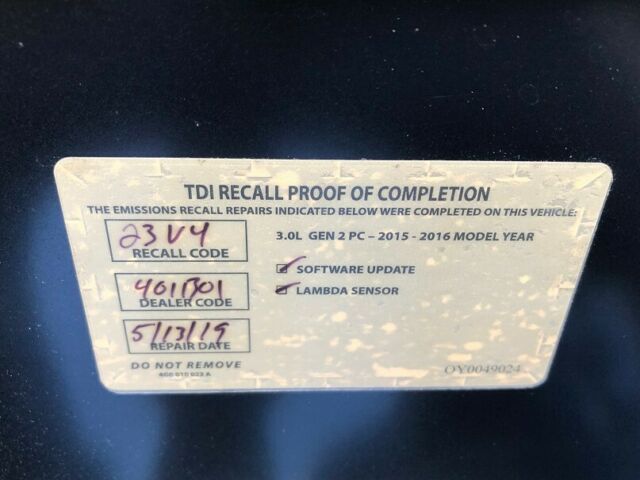 TDI RECALL PROOF OF COMPLETION
THE EMISSIONS RECALL REPAIRS INDICATED BELOW WERE COMPLETED ON THIS VEHICLE:
23V4
RECALL CODE
3.0L GEN 2 PC – 2015 - 2016 MODEL YEAR
SOFTWARE UPDATE
LAMBDA SENSOR
DEALER CODE
5/13/19
REPAIR DATE
DO NOT REMOVE
OY0049024